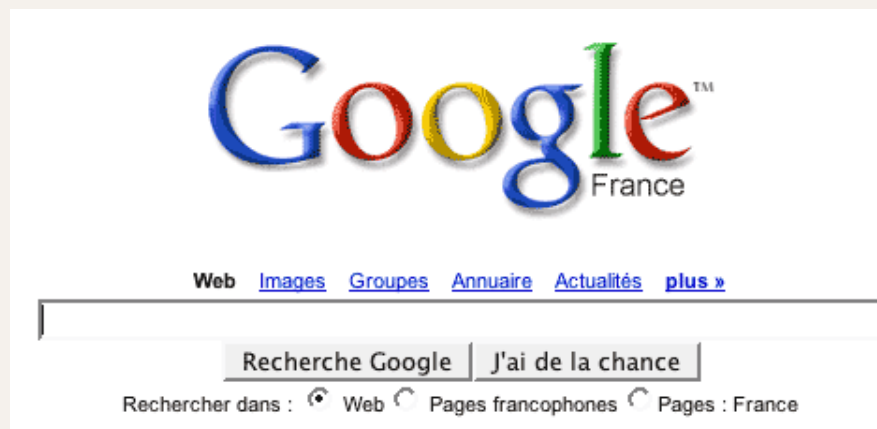 Google™
France
Web Images Groupes Annuaire Actualités plus »
Recherche Google J'ai de la chance
Rechercher dans : Web Pages francophones Pages : France